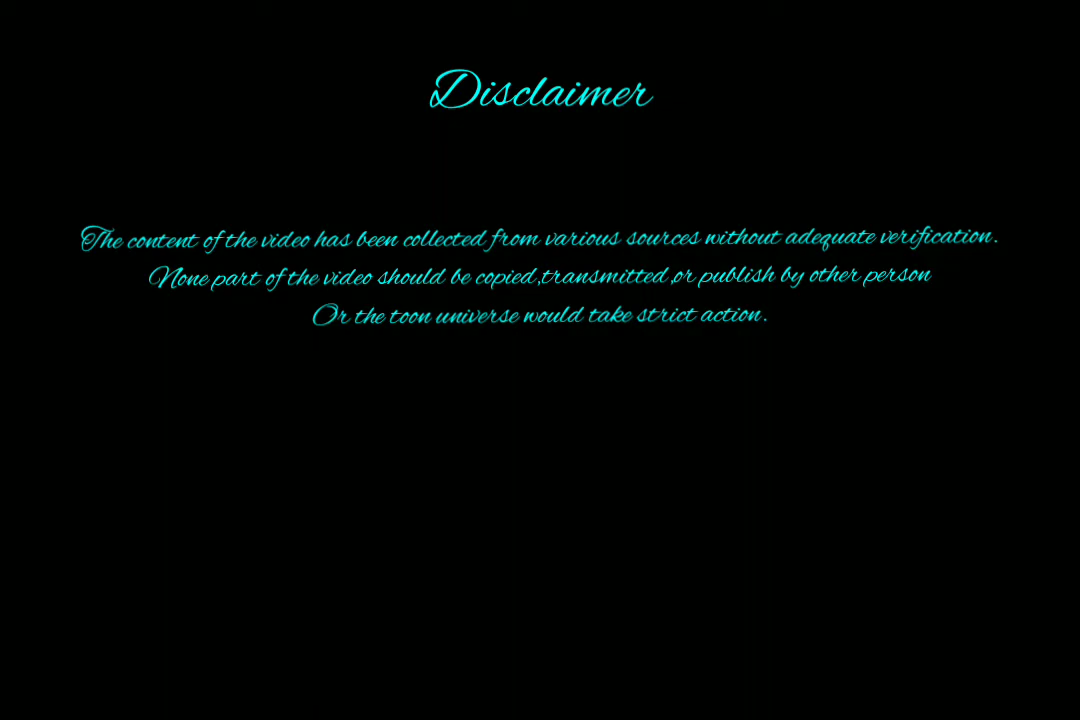 Disclaimer
The content of the video has been collected from various sources without adequate verification.
None part of the video should be copied,transmitted,or publish by other person
Or the toon universe would take strict action.